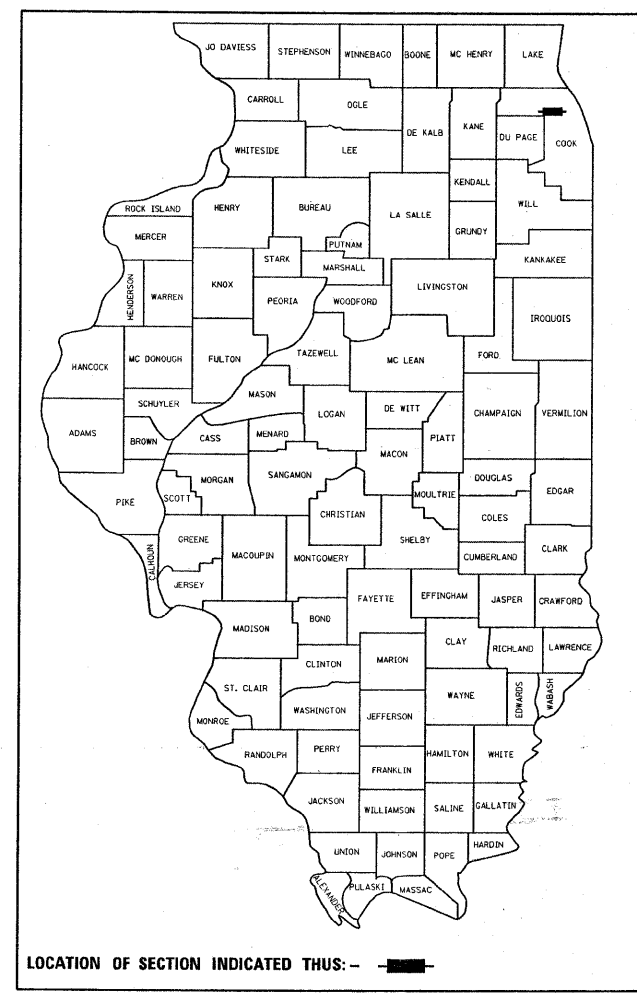 JO DAVIESS
STEPHENSON
WINNEBAGO
BOONE
MC HENRY
LAKE
CARROLL
OGLE
DE KALB
KANE
DU PAGE
COOK
WHITESIDE
LEE
KENDALL
WILL
ROCK ISLAND
HENRY
BUREAU
LA SALLE
GRUNDY
MERCER
PUTNAM
STARK
MARSHALL
KANKAKEE
HENDERSON
WARREN
KNOX
PEORIA
WOODFORD
LIVINGSTON
IROQUOIS
HANCOCK
MC DONOUGH
FULTON
TAZEWELL
MC LEAN
FORD
SCHUYLER
MASON
ADAMS
BROWN
CASS
MENARD
LOGAN
DE WITT
PIATT
CHAMPAIGN
VERMILION
MACON
PIKE
SCOTT
MORGAN
SANGAMON
CHRISTIAN
MOULTRIE
DOUGLAS
EDGAR
COLES
CALHOUN
GREENE
MACOUPIN
MONTGOMERY
SHELBY
CUMBERLAND
CLARK
JERSEY
FAYETTE
EFFINGHAM
JASPER
CRAWFORD
MADISON
BOND
CLAY
RICHLAND
LAWRENCE
CLINTON
MARION
ST. CLAIR
WASHINGTON
WAYNE
EDWARDS
WABASH
MONROE
JEFFERSON
RANDOLPH
PERRY
HAMILTON
WHITE
FRANKLIN
JACKSON
WILLIAMSON
SALINE
GALLATIN
UNION
JOHNSON
POPE
HARDIN
ALEXANDER
PULASKI
MASSAC
LOCATION OF SECTION INDICATED THUS:-